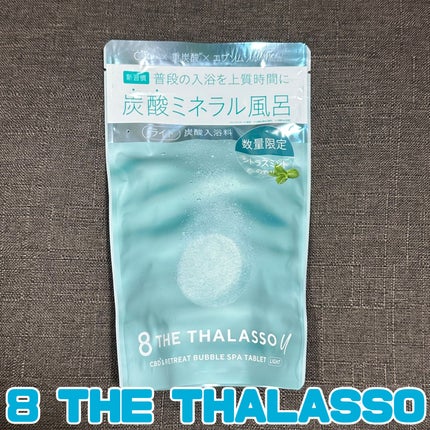 重炭酸 × エプソムソルト
新習慣
普段の入浴を上質時間に
炭酸ミネラル風呂
ライト 炭酸入浴料
数量限定
シトラスミント
8 THE THALASSO u
CBD& RETREAT BUBBLE SPA TABLET LIGHT
8 THE THALASSO